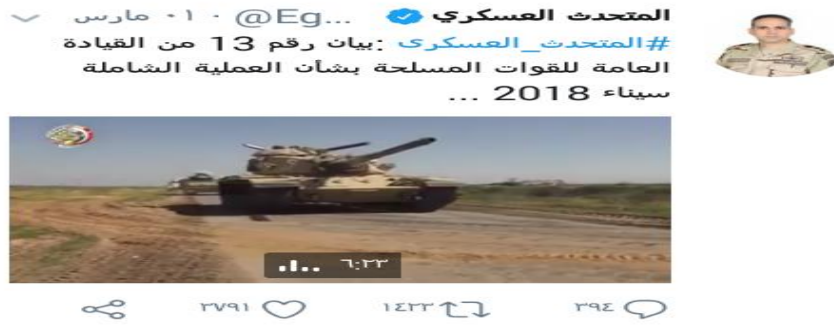 المتحدث العسكري @Eg... · ١٠ مارس
#المتحدث_العسكرى :بيان رقم 13 من القيادة
العامة للقوات المسلحة بشأن العملية الشاملة
سيناء 2018 ...
٦:٢٣
٣٩٤ ١٤٢٣ ٣٧٩١